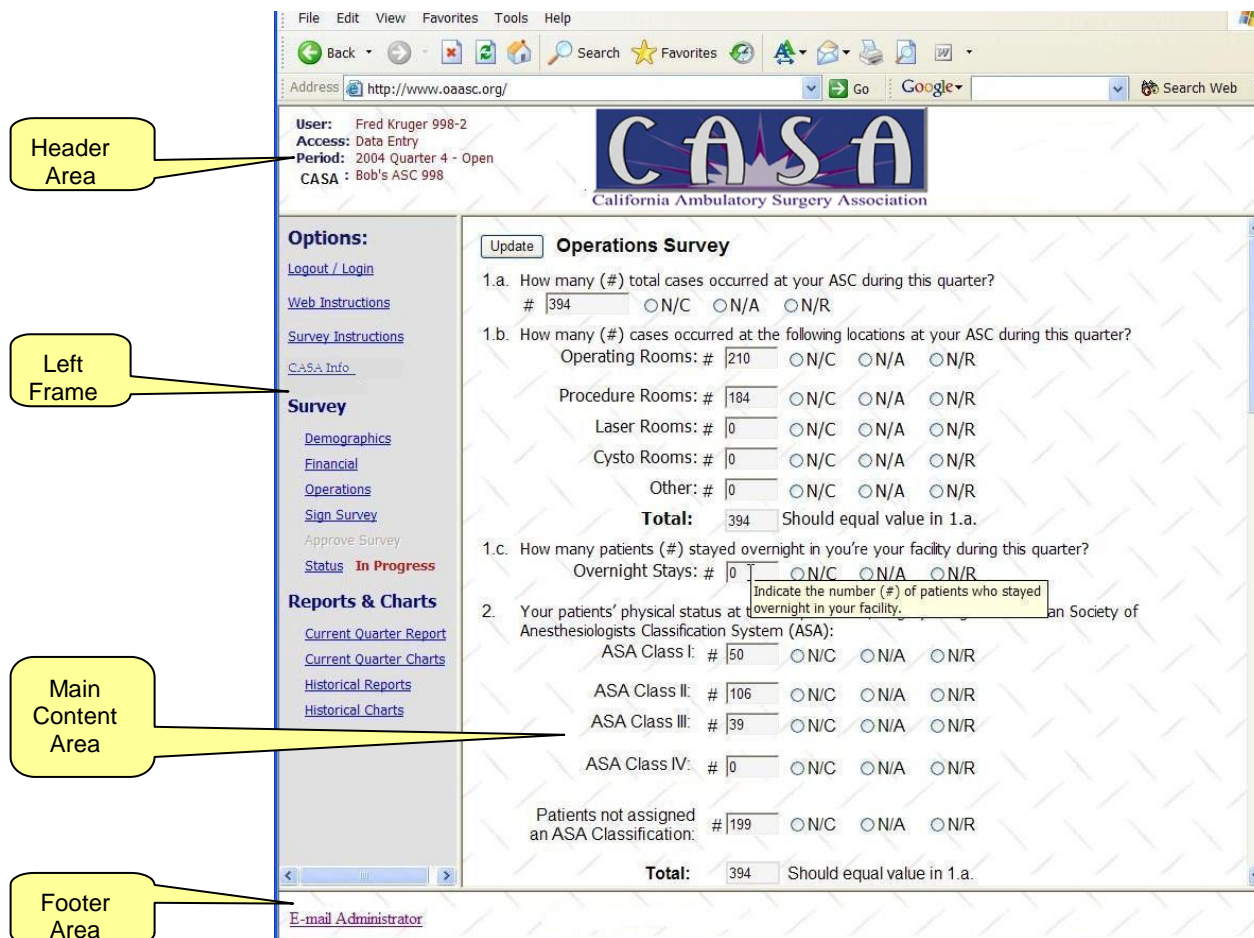 File Edit View Favorites Tools Help
Back Search Favorites
Address http://www.oaasc.org/ Go Google Search Web
Header
Area
User: Fred Kruger 998-2
Access: Data Entry
Period: 2004 Quarter 4 - Open
CASA : Bob's ASC 998
CASA
California Ambulatory Surgery Association
Left
Frame
Options:
Logout / Login
Web Instructions
Survey Instructions
CASA Info
Survey
Demographics
Financial
Operations
Sign Survey
Approve Survey
Status In Progress
Reports & Charts
Current Quarter Report
Current Quarter Charts
Historical Reports
Historical Charts
Main
Content
Area
Update Operations Survey
1.a. How many (#) total cases occurred at your ASC during this quarter?
# 394 N/C N/A N/R
1.b. How many (#) cases occurred at the following locations at your ASC during this quarter?
Operating Rooms: # 210 N/C N/A N/R
Procedure Rooms: # 184 N/C N/A N/R
Laser Rooms: # 0 N/C N/A N/R
Cysto Rooms: # 0 N/C N/A N/R
Other: # 0 N/C N/A N/R
Total: 394 Should equal value in 1.a.
1.c. How many patients (#) stayed overnight in you're your facility during this quarter?
Overnight Stays: # 0 N/C N/A N/R
Indicate the number (#) of patients who stayed
overnight in your facility.
2. Your patients' physical status at an Society of
Anesthesiologists Classification System (ASA):
ASA Class I: # 50 N/C N/A N/R
ASA Class II: # 106 N/C N/A N/R
ASA Class III: # 39 N/C N/A N/R
ASA Class IV: # 0 N/C N/A N/R
Patients not assigned
an ASA Classification: # 199 N/C N/A N/R
Total: 394 Should equal value in 1.a.
Footer
Area
E-mail Administrator